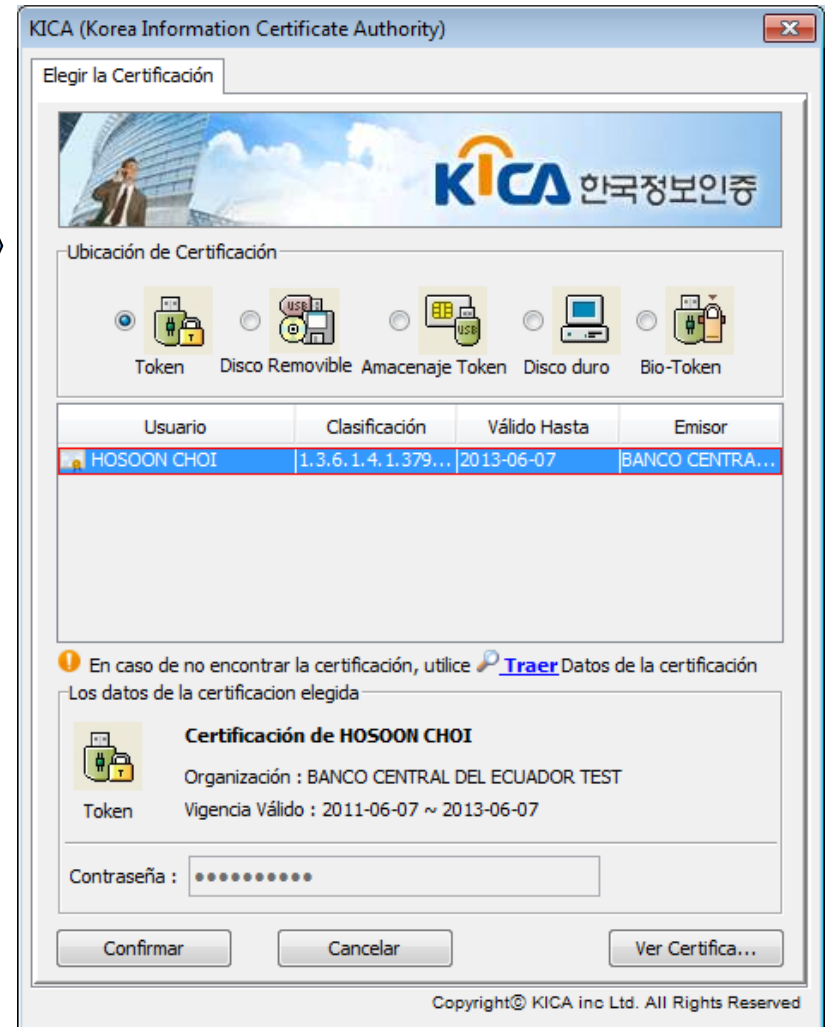 KICA (Korea Information Certificate Authority)
Elegir la Certificación
KICA 한국정보인증
Ubicación de Certificación
USB USB
Token Disco Removible Amacenaje Token Disco duro Bio-Token
Usuario Clasificación Válido Hasta Emisor
HOSOON CHOI 1.3.6.1.4.1.379... 2013-06-07 BANCO CENTRA...
En caso de no encontrar la certificación, utilice Traer Datos de la certificación
Los datos de la certificacion elegida
Certificación de HOSOON CHOI
Organización : BANCO CENTRAL DEL ECUADOR TEST
Token Vigencia Válido : 2011-06-07 ~ 2013-06-07
Contraseña : ••••••••••
Confirmar Cancelar Ver Certifica...
Copyright© KICA inc Ltd. All Rights Reserved